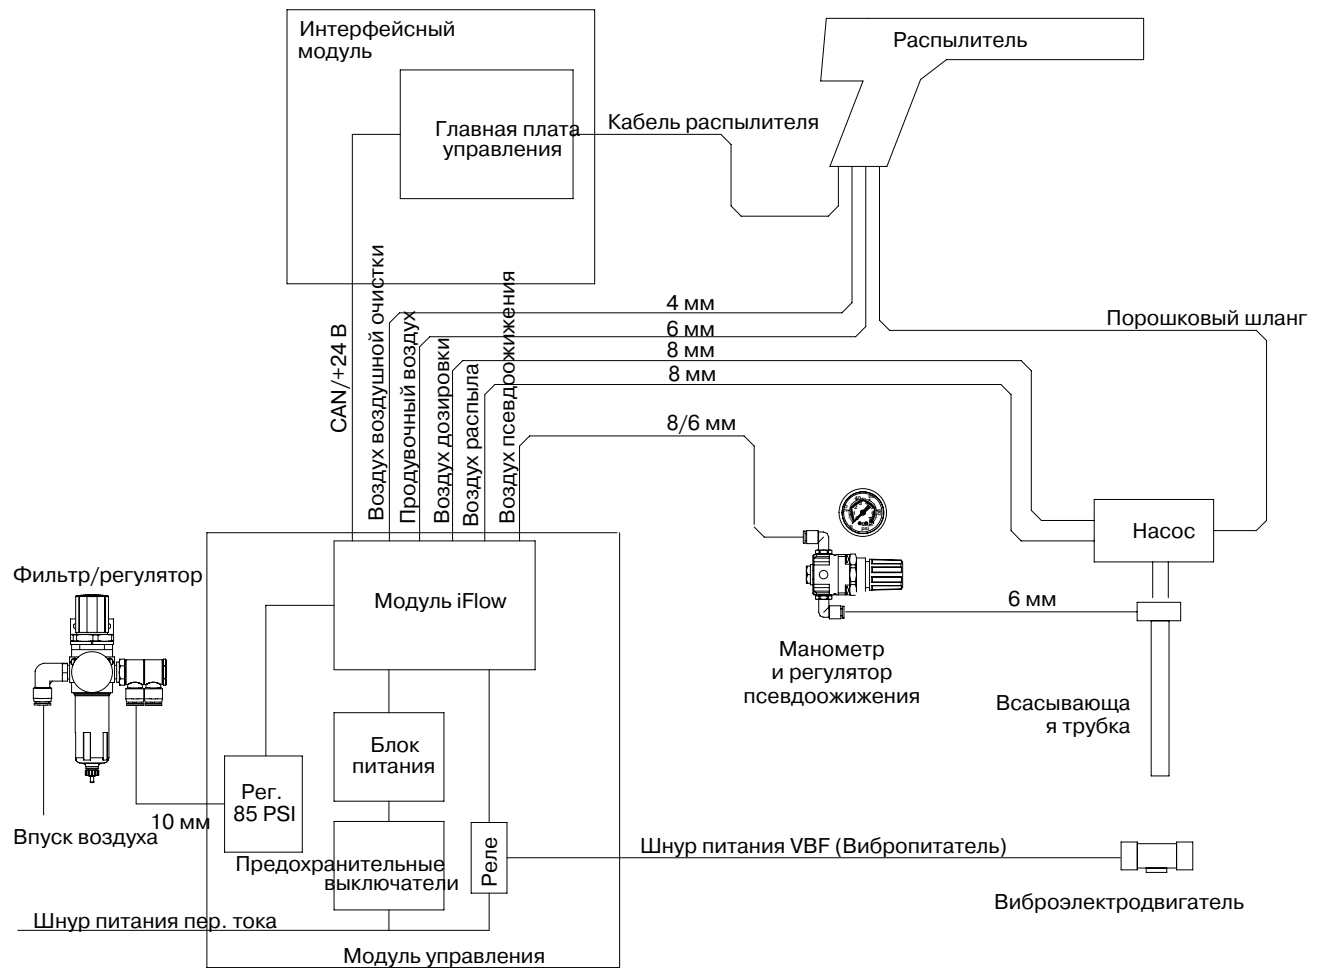 Интерфейсный
модуль
Распылитель
Главная плата
управления
Кабель распылителя
CAN/+24 В
Воздух воздушной очистки
Продувочный воздух
Воздух дозировки
Воздух распыла
Воздух псевдоожижения
4 мм
6 мм
8 мм
8 мм
8/6 мм
Порошковый шланг
Насос
Фильтр/регулятор
Модуль iFlow
6 мм
Манометр
и регулятор
псевдоожижения
Всасывающа
я трубка
Блок
питания
Рег.
85 PSI
10 мм
Впуск воздуха
Предохранительные
выключатели
Реле
Шнур питания VBF (Вибропитатель)
Виброэлектродвигатель
Шнур питания пер. тока
Модуль управления